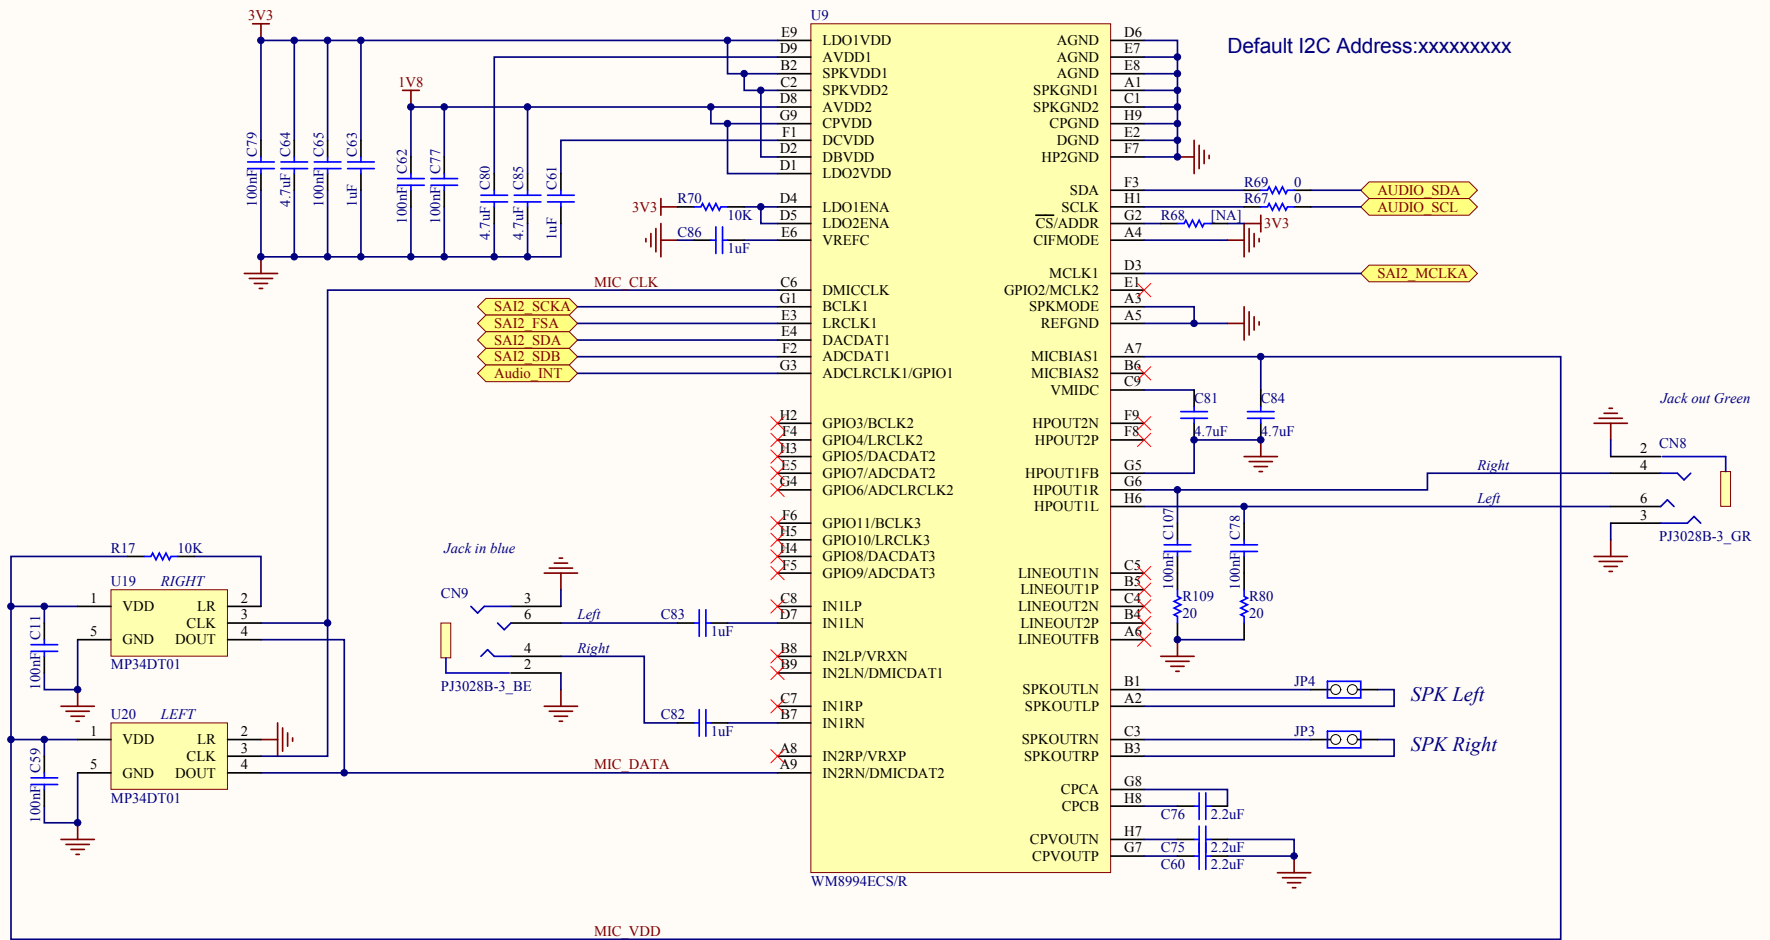 U9
Default I2C Address:xxxxxxxxx
3V3
1V8
C79 100nF
C64 4.7uF
C65 100nF
C63 1uF
C62 100nF
C77 100nF
C80 4.7uF
C85 4.7uF
C61 1uF
E9 LDO1VDD
D9 AVDD1
B2 SPKVDD1
C2 SPKVDD2
D8 AVDD2
G9 CPVDD
F1 DCVDD
D2 DBVDD
D1 LDO2VDD
3V3 R70 10K
D4 LDO1ENA
D5 LDO2ENA
C86 1uF
E6 VREFC
MIC_CLK
C6 DMICCLK
SAI2_SCKA G1 BCLK1
SAI2_FSA E3 LRCLK1
SAI2_SDA E4 DACDAT1
SAI2_SDB F2 ADCDAT1
Audio_INT G3 ADCLRCLK1/GPIO1
H2 GPIO3/BCLK2
F4 GPIO4/LRCLK2
H3 GPIO5/DACDAT2
E5 GPIO7/ADCDAT2
G4 GPIO6/ADCLRCLK2
F6 GPIO11/BCLK3
H5 GPIO10/LRCLK3
H4 GPIO8/DACDAT3
F5 GPIO9/ADCDAT3
C8 IN1LP
D7 IN1LN
B8 IN2LP/VRXN
B9 IN2LN/DMICDAT1
C7 IN1RP
B7 IN1RN
A8 IN2RP/VRXP
A9 IN2RN/DMICDAT2
AGND D6
AGND E7
AGND E8
SPKGND1 A1
SPKGND2 C1
CPGND H9
DGND E2
HP2GND F7
SDA F3 R69 0 AUDIO_SDA
SCLK H1 R67 0 AUDIO_SCL
CS/ADDR G2 R68 [NA] 3V3
CIFMODE A4
MCLK1 D3 SAI2_MCLKA
GPIO2/MCLK2 E1
SPKMODE A3
REFGND A5
MICBIAS1 A7
MICBIAS2 B6
VMIDC C9
C81 4.7uF
C84 4.7uF
HPOUT2N F9
HPOUT2P F8
HPOUT1FB G5
HPOUT1R G6
HPOUT1L H6
Right
Left
Jack out Green
CN8
2
4
6
3
PJ3028B-3_GR
C107 100nF
C78 100nF
R109 20
R80 20
LINEOUT1N C5
LINEOUT1P B5
LINEOUT2N C4
LINEOUT2P B4
LINEOUTFB A6
SPKOUTLN B1 JP4
SPKOUTLP A2
SPK Left
SPKOUTRN C3 JP3
SPKOUTRP B3
SPK Right
CPCA G8
CPCB H8
C76 2.2uF
CPVOUTN H7
C75 2.2uF
CPVOUTP G7
C60 2.2uF
WM8994ECS/R
Jack in blue
CN9
3
6
4
2
PJ3028B-3_BE
Left C83 1uF
Right
C82 1uF
R17 10K
U19 RIGHT
1 VDD LR 2
CLK 3
5 GND DOUT 4
MP34DT01
C11 100nF
U20 LEFT
1 VDD LR 2
CLK 3
5 GND DOUT 4
MP34DT01
C59 100nF
MIC_DATA
MIC_VDD